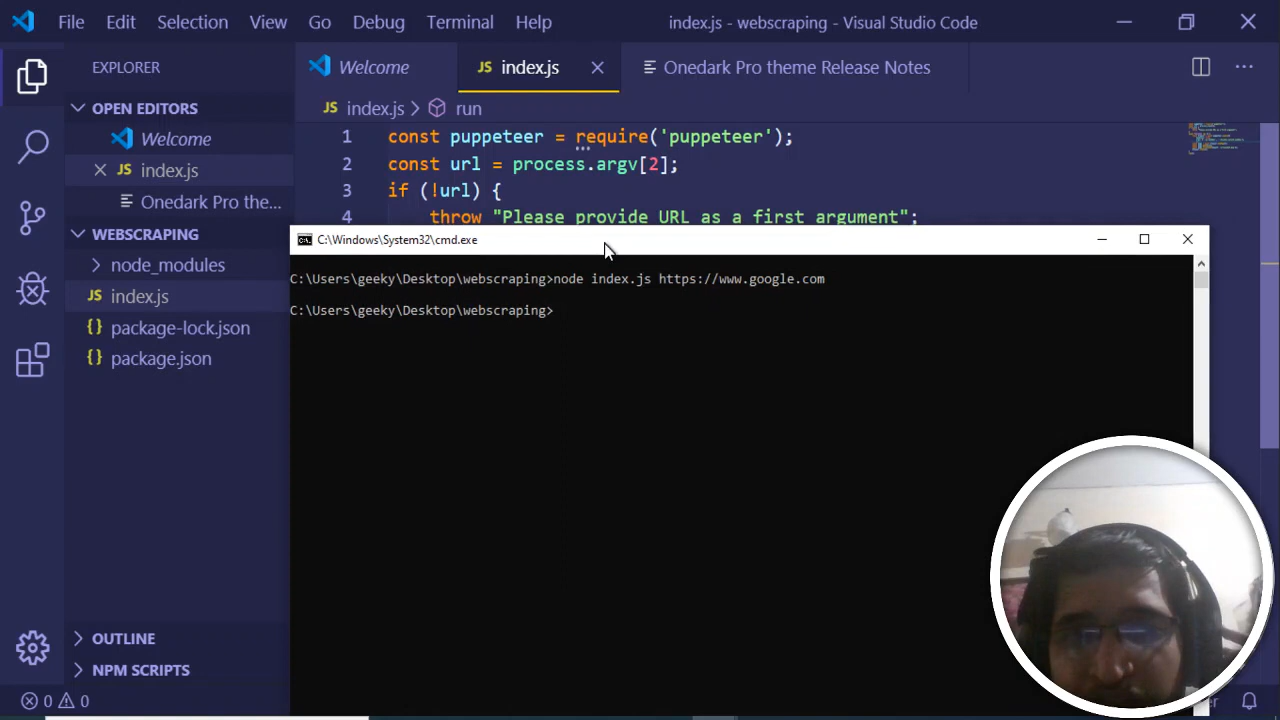 File Edit Selection View Go Debug Terminal Help
index.js - webscraping - Visual Studio Code
EXPLORER
OPEN EDITORS
Welcome
index.js
Onedark Pro the...
WEBSCRAPING
node_modules
JS index.js
{} package-lock.json
{} package.json
OUTLINE
NPM SCRIPTS
0 0
Welcome
JS index.js
Onedark Pro theme Release Notes
JS index.js > run
1 const puppeteer = require('puppeteer');
2 const url = process.argv[2];
3 if (!url) {
4 throw "Please provide URL as a first argument";
C:\Windows\System32\cmd.exe
C:\Users\geeky\Desktop\webscraping>node index.js https://www.google.com
C:\Users\geeky\Desktop\webscraping>